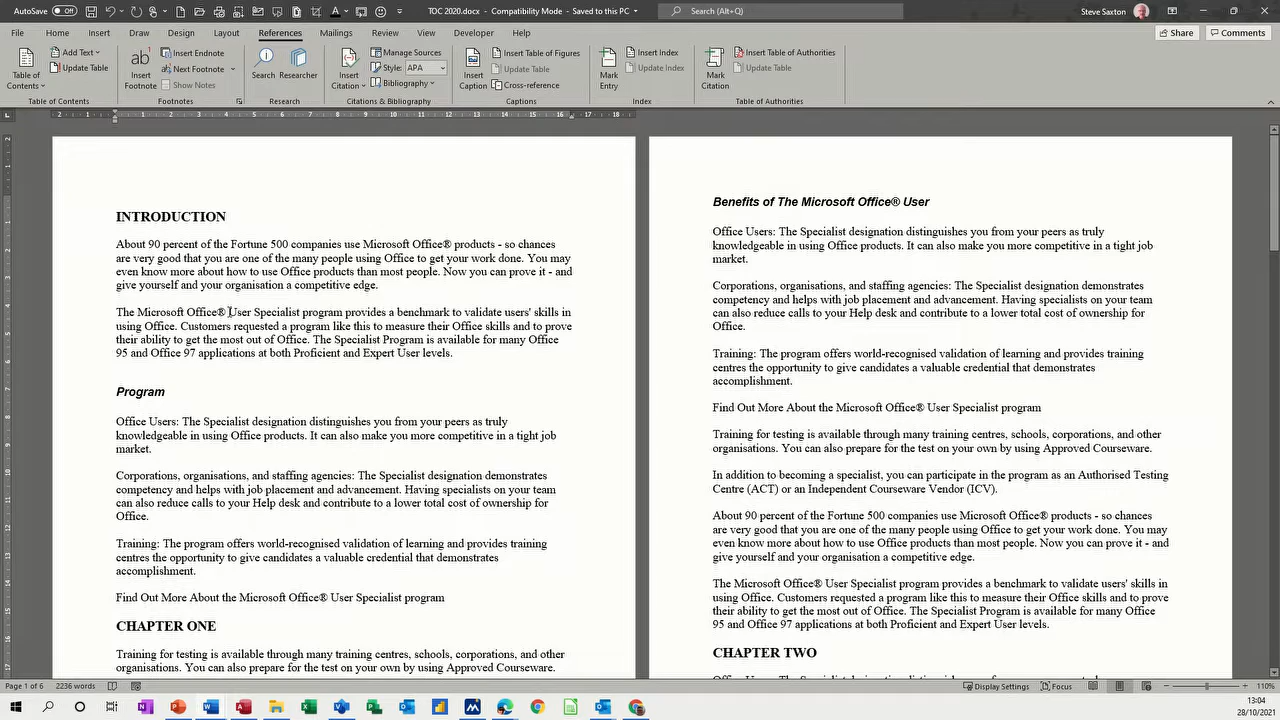 AutoSave Off
TOC 2020.docx - Compatibility Mode - Saved to this PC
Search (Alt+Q)
Steve Saxton
File Home Insert Draw Design Layout References Mailings Review View Developer Help
Share Comments
Table of Contents
Add Text
Update Table
Table of Contents
ab
Insert Footnote
Insert Endnote
Next Footnote
Show Notes
Footnotes
Search
Researcher
Research
Insert Citation
Manage Sources
Style: APA
Bibliography
Citations & Bibliography
Insert Caption
Insert Table of Figures
Update Table
Cross-reference
Captions
Mark Entry
Insert Index
Update Index
Index
Mark Citation
Insert Table of Authorities
Update Table
Table of Authorities
2 1 1 2 3 4 5 6 7 8 9 10 11 12 13 14 15 16 17 18
INTRODUCTION
About 90 percent of the Fortune 500 companies use Microsoft Office® products - so chances
are very good that you are one of the many people using Office to get your work done. You may
even know more about how to use Office products than most people. Now you can prove it - and
give yourself and your organisation a competitive edge.
The Microsoft Office® User Specialist program provides a benchmark to validate users' skills in
using Office. Customers requested a program like this to measure their Office skills and to prove
their ability to get the most out of Office. The Specialist Program is available for many Office
95 and Office 97 applications at both Proficient and Expert User levels.
Program
Office Users: The Specialist designation distinguishes you from your peers as truly
knowledgeable in using Office products. It can also make you more competitive in a tight job
market.
Corporations, organisations, and staffing agencies: The Specialist designation demonstrates
competency and helps with job placement and advancement. Having specialists on your team
can also reduce calls to your Help desk and contribute to a lower total cost of ownership for
Office.
Training: The program offers world-recognised validation of learning and provides training
centres the opportunity to give candidates a valuable credential that demonstrates
accomplishment.
Find Out More About the Microsoft Office® User Specialist program
CHAPTER ONE
Training for testing is available through many training centres, schools, corporations, and other
organisations. You can also prepare for the test on your own by using Approved Courseware.
Benefits of The Microsoft Office® User
Office Users: The Specialist designation distinguishes you from your peers as truly
knowledgeable in using Office products. It can also make you more competitive in a tight job
market.
Corporations, organisations, and staffing agencies: The Specialist designation demonstrates
competency and helps with job placement and advancement. Having specialists on your team
can also reduce calls to your Help desk and contribute to a lower total cost of ownership for
Office.
Training: The program offers world-recognised validation of learning and provides training
centres the opportunity to give candidates a valuable credential that demonstrates
accomplishment.
Find Out More About the Microsoft Office® User Specialist program
Training for testing is available through many training centres, schools, corporations, and other
organisations. You can also prepare for the test on your own by using Approved Courseware.
In addition to becoming a specialist, you can participate in the program as an Authorised Testing
Centre (ACT) or an Independent Courseware Vendor (ICV).
About 90 percent of the Fortune 500 companies use Microsoft Office® products - so chances
are very good that you are one of the many people using Office to get your work done. You may
even know more about how to use Office products than most people. Now you can prove it - and
give yourself and your organisation a competitive edge.
The Microsoft Office® User Specialist program provides a benchmark to validate users' skills in
using Office. Customers requested a program like this to measure their Office skills and to prove
their ability to get the most out of Office. The Specialist Program is available for many Office
95 and Office 97 applications at both Proficient and Expert User levels.
CHAPTER TWO
Page 1 of 6 2236 words
Display Settings Focus 110%
13:04
28/10/2021